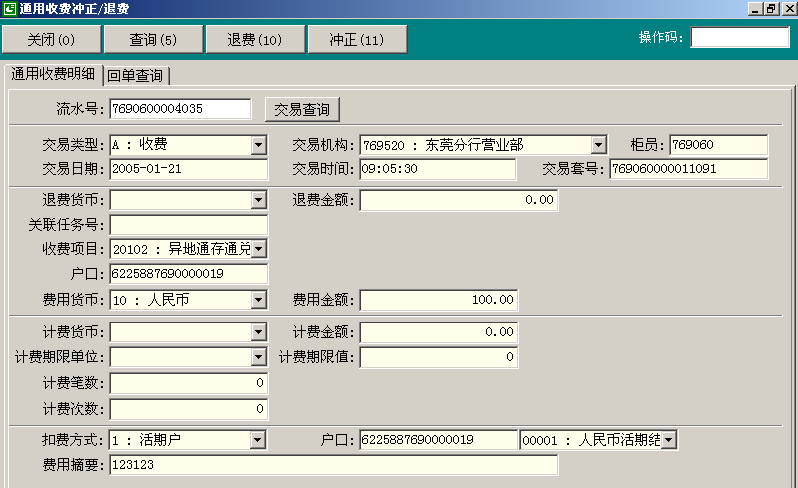 通用收费冲正/退费
关闭(0) 查询(5) 退费(10) 冲正(11) 操作码:
通用收费明细 回单查询
流水号: 7690600004035 交易查询
交易类型: A : 收费 交易机构: 769520 : 东莞分行营业部 柜员: 769060
交易日期: 2005-01-21 交易时间: 09:05:30 交易套号: 769060000011091
退费货币: 退费金额: 0.00
关联任务号:
收费项目: 20102 : 异地通存通兑
户口: 6225887690000019
费用货币: 10 : 人民币 费用金额: 100.00
计费货币: 计费金额: 0.00
计费期限单位: 计费期限值: 0
计费笔数: 0
计费次数: 0
扣费方式: 1 : 活期户 户口: 6225887690000019 00001 : 人民币活期结
费用摘要: 123123